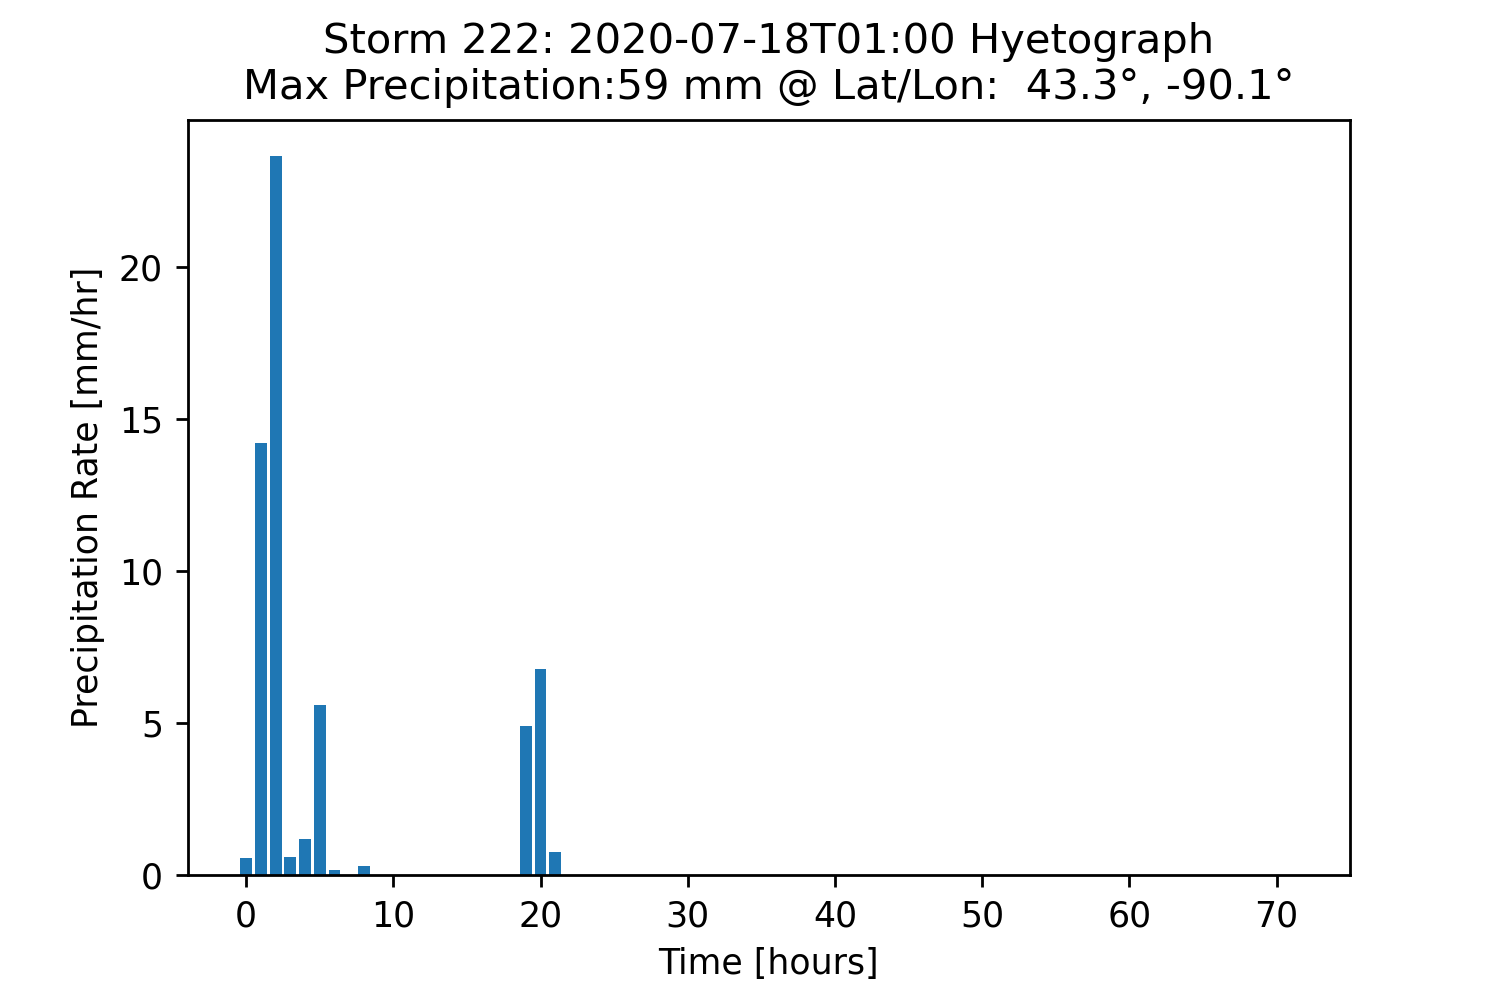 Storm 222: 2020-07-18T01:00 Hyetograph
Max Precipitation:59 mm @ Lat/Lon:  43.3°, -90.1°
Precipitation Rate [mm/hr]
20
15
10
5
0
0 10 20 30 40 50 60 70
Time [hours]